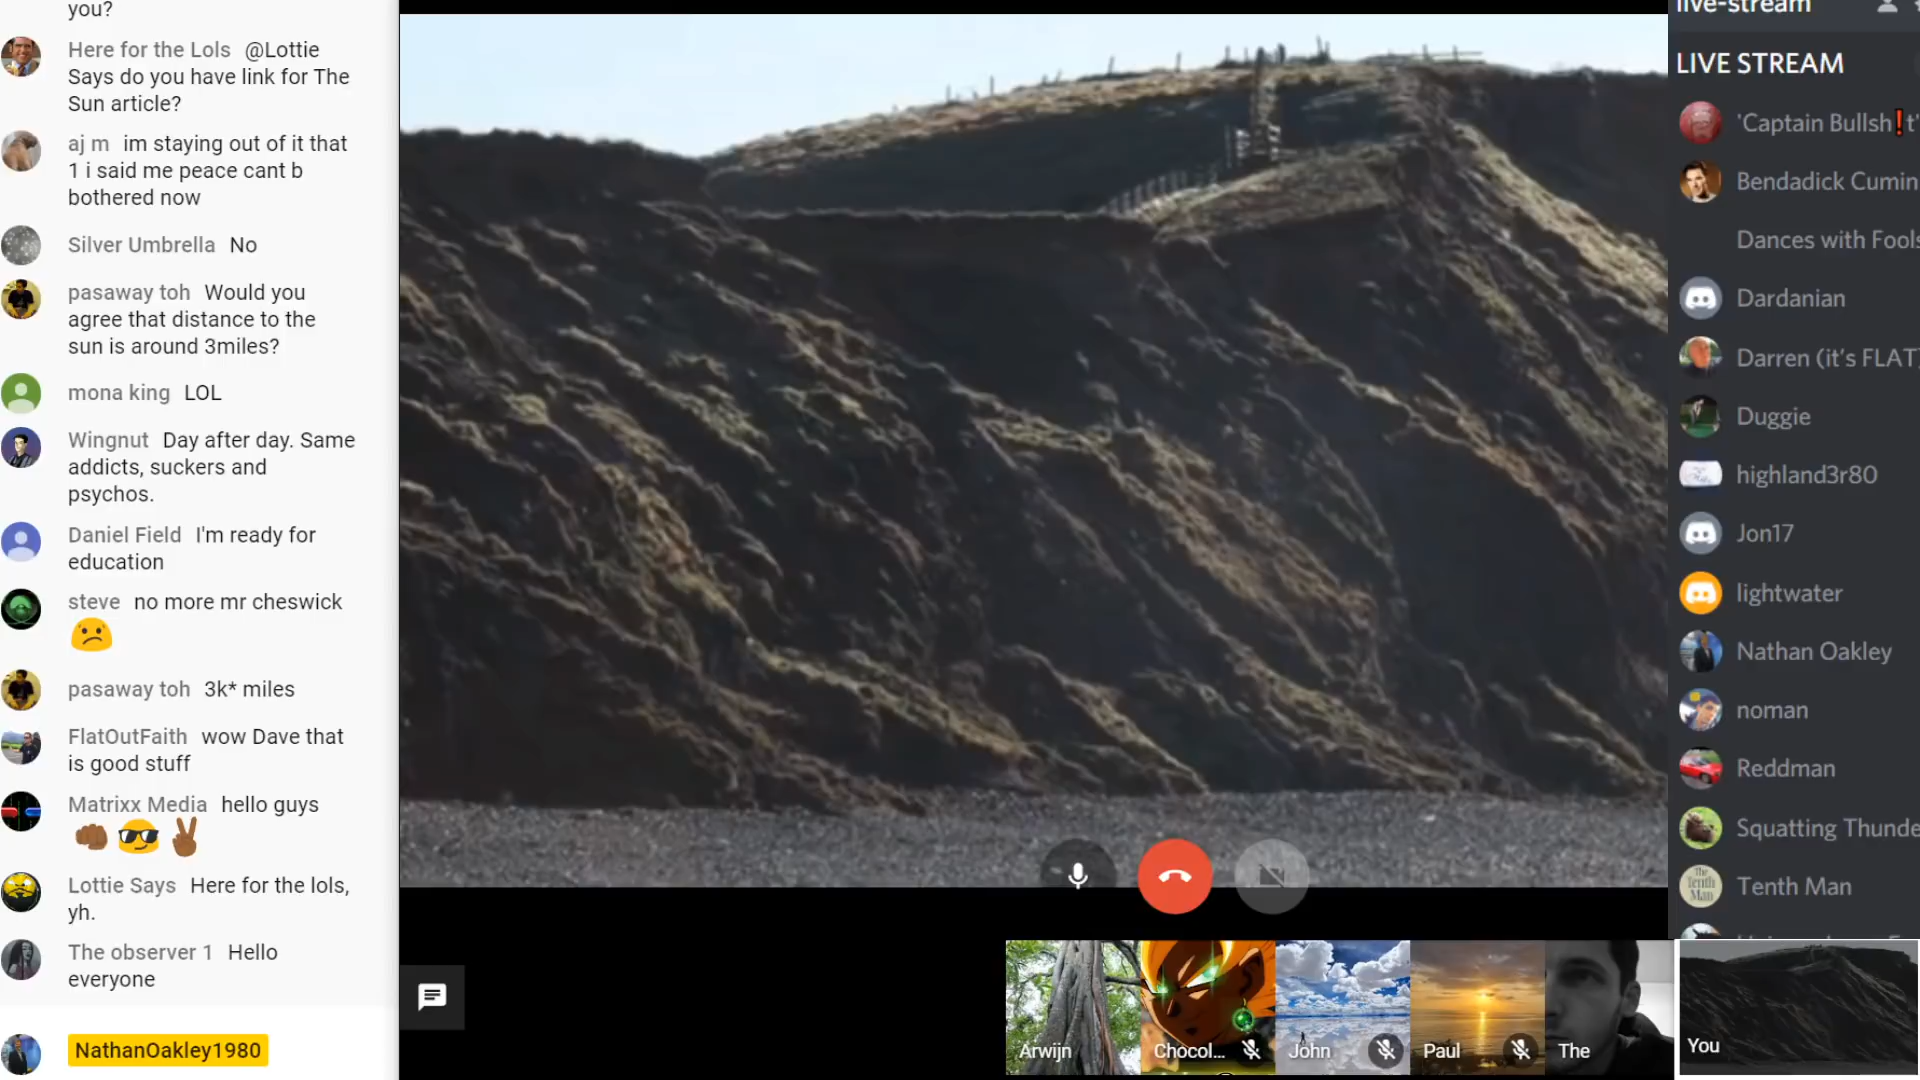 you?
Here for the Lols @Lottie
Says do you have link for The
Sun article?
aj m im staying out of it that
1 i said me peace cant b
bothered now
Silver Umbrella No
pasaway toh Would you
agree that distance to the
sun is around 3miles?
mona king LOL
Wingnut Day after day. Same
addicts, suckers and
psychos.
Daniel Field I'm ready for
education
steve no more mr cheswick
pasaway toh 3k* miles
FlatOutFaith wow Dave that
is good stuff
Matrixx Media hello guys
Lottie Says Here for the lols,
yh.
The observer 1 Hello
everyone
NathanOakley1980
Arwijn
Chocol...
John
Paul
The
You
live-stream
LIVE STREAM
'Captain Bullsh❗t'
Bendadick Cumin
Dances with Fools
Dardanian
Darren (it's FLAT)
Duggie
highland3r80
Jon17
lightwater
Nathan Oakley
noman
Reddman
Squatting Thunde
Tenth Man